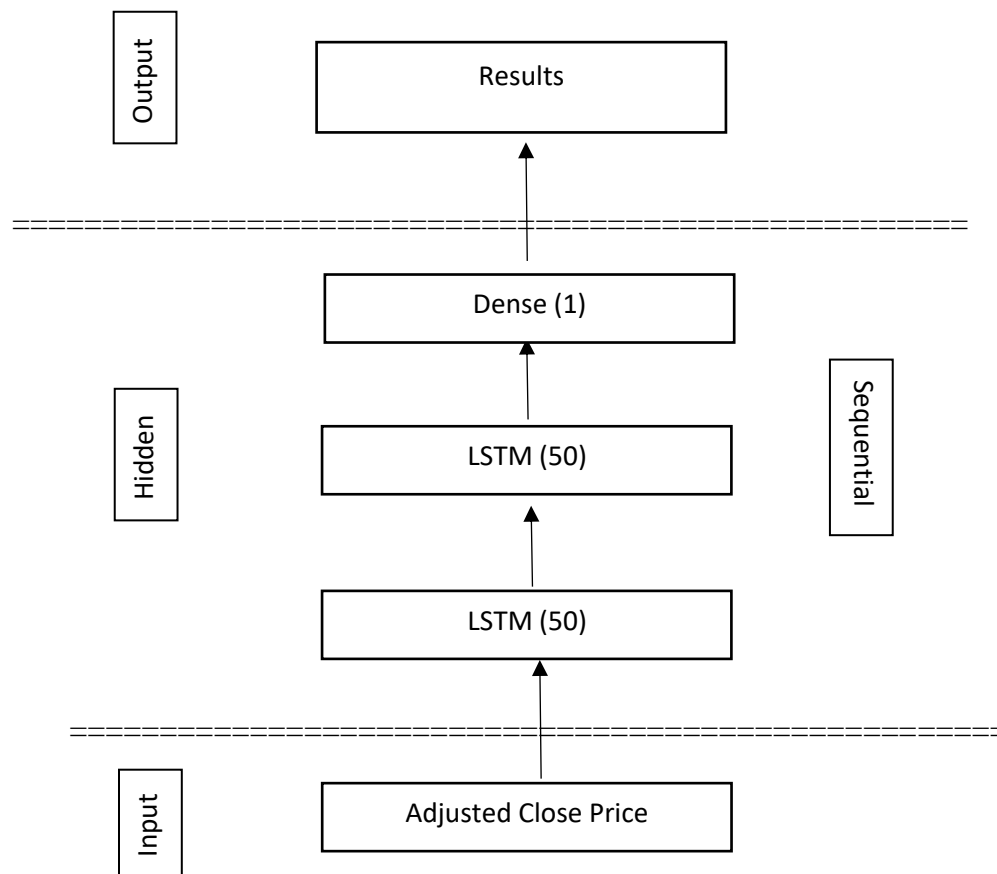 Output
Results
Dense (1)
Hidden
LSTM (50)
Sequential
LSTM (50)
Input
Adjusted Close Price